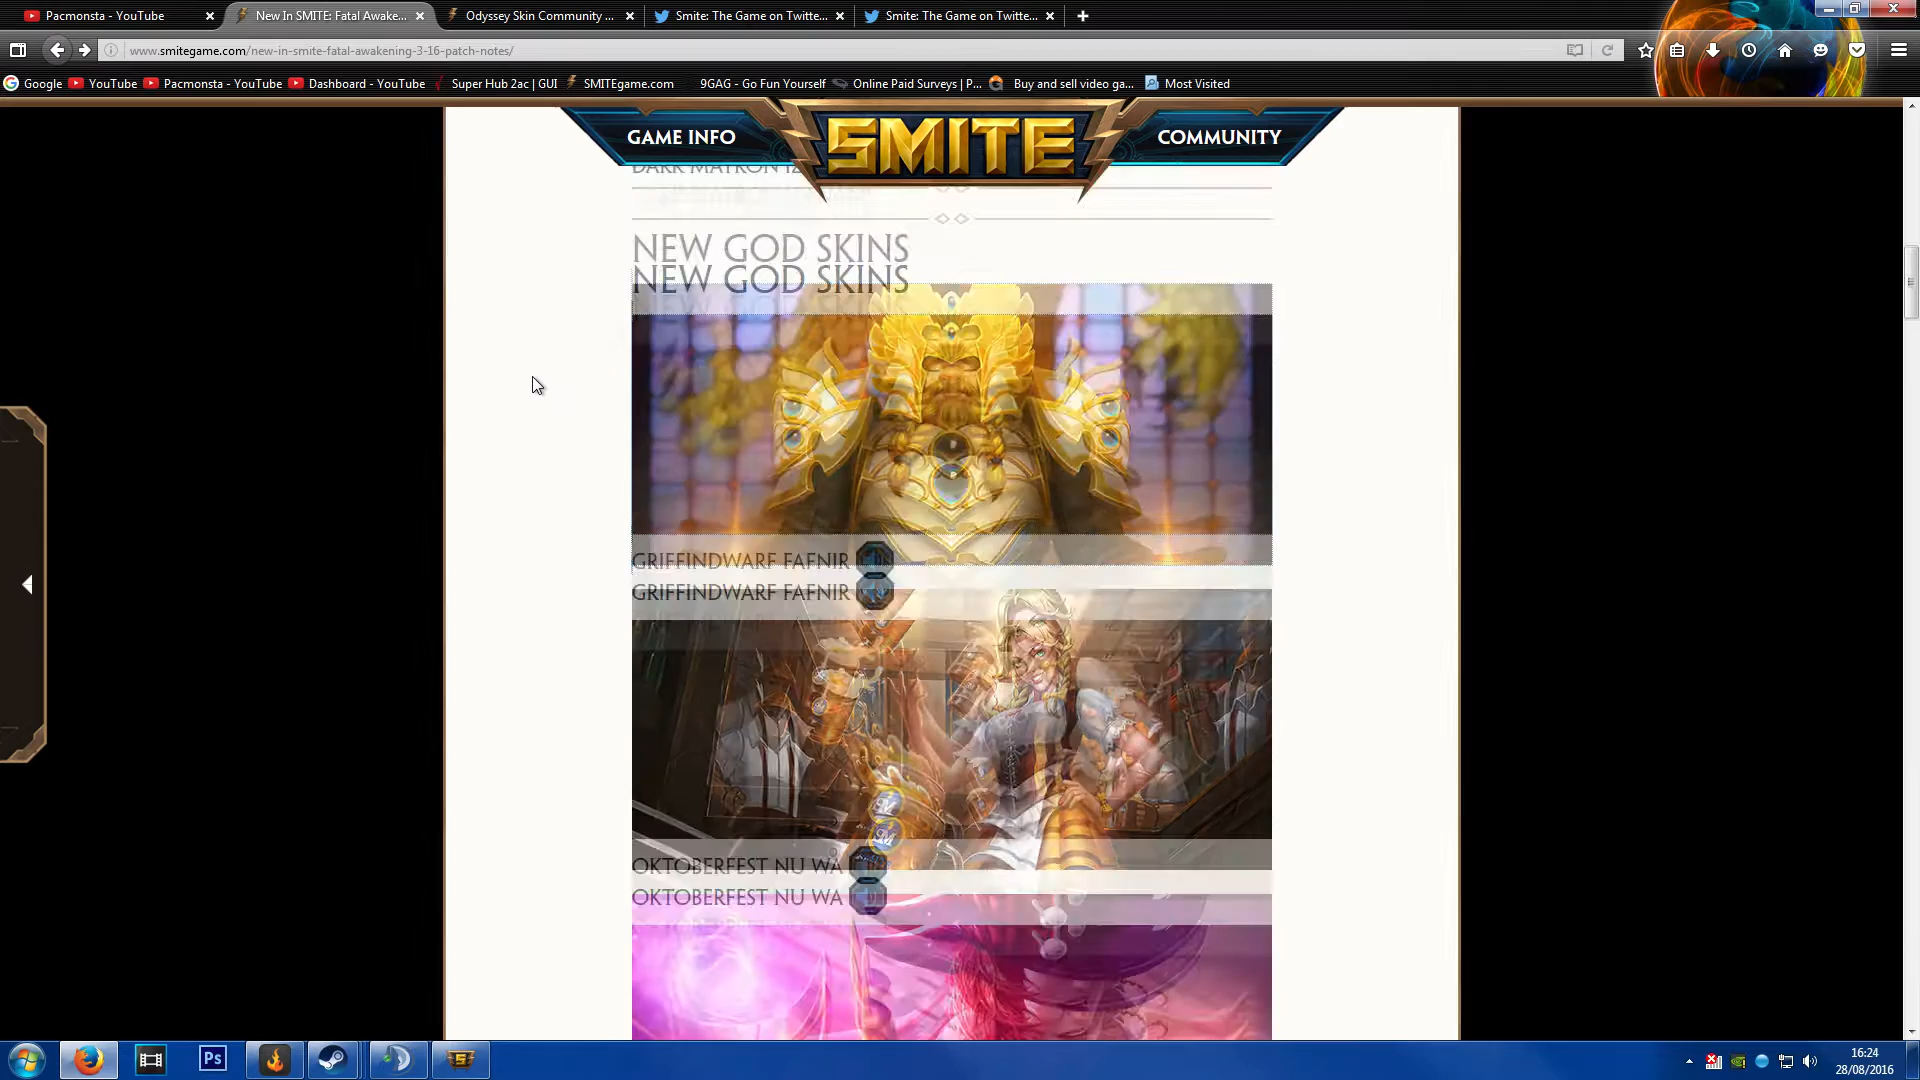 Pacmonsta - YouTube
New In SMITE: Fatal Awake...
Odyssey Skin Community ...
Smite: The Game on Twitte...
Smite: The Game on Twitte...
www.smitegame.com/new-in-smite-fatal-awakening-3-16-patch-notes/
Google
YouTube
Pacmonsta - YouTube
Dashboard - YouTube
Super Hub 2ac | GUI
SMITEgame.com
9GAG - Go Fun Yourself
Online Paid Surveys | P...
Buy and sell video ga...
Most Visited
GAME INFO
SMITE
COMMUNITY
DARK MATRON IZ
NEW GOD SKINS
NEW GOD SKINS
GRIFFINDWARF FAFNIR
GRIFFINDWARF FAFNIR
OKTOBERFEST NU WA
OKTOBERFEST NU WA
Ps
16:24
28/08/2016